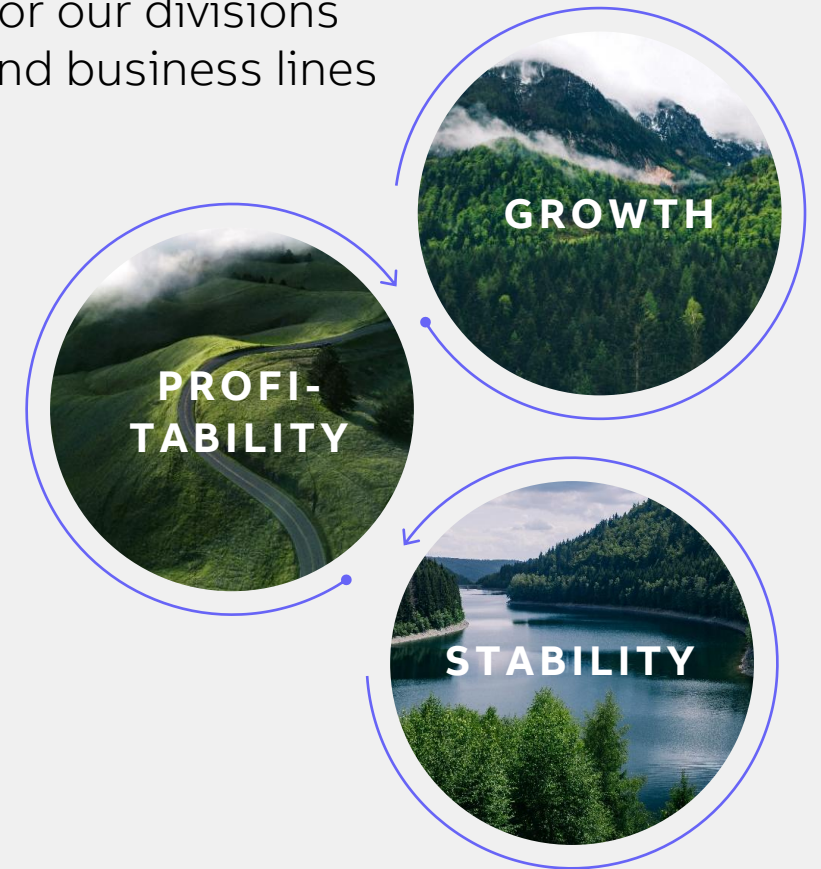 or our divisions
nd business lines
GROWTH
PROFI-
TABILITY
STABILITY